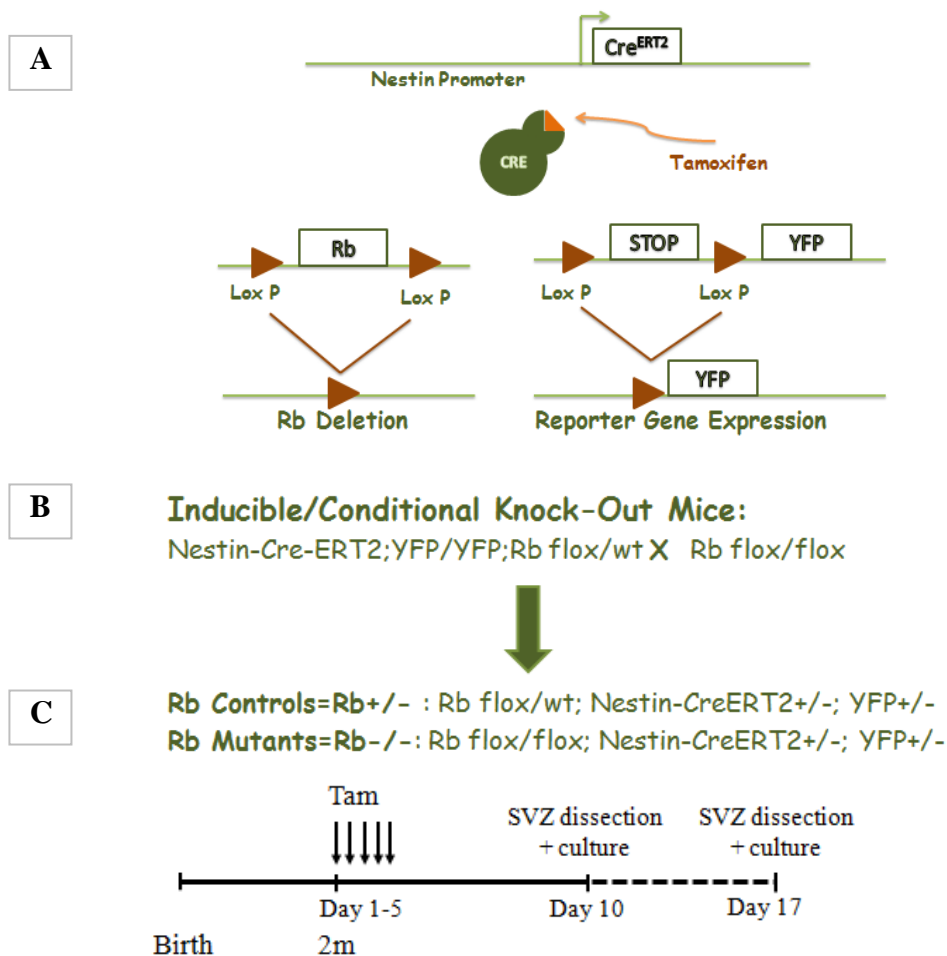 A
Cre^ERT2
Nestin Promoter
CRE
Tamoxifen
Rb
STOP
YFP
Lox P
Lox P
Lox P
Lox P
YFP
Rb Deletion
Reporter Gene Expression
B
Inducible/Conditional Knock-Out Mice:
Nestin-Cre-ERT2;YFP/YFP;Rb flox/wt X Rb flox/flox
C
Rb Controls=Rb+/- : Rb flox/wt; Nestin-CreERT2+/-; YFP+/-
Rb Mutants=Rb-/-: Rb flox/flox; Nestin-CreERT2+/-; YFP+/-
Tam
SVZ dissection
+ culture
SVZ dissection
+ culture
Day 1-5
Day 10
Day 17
Birth
2m